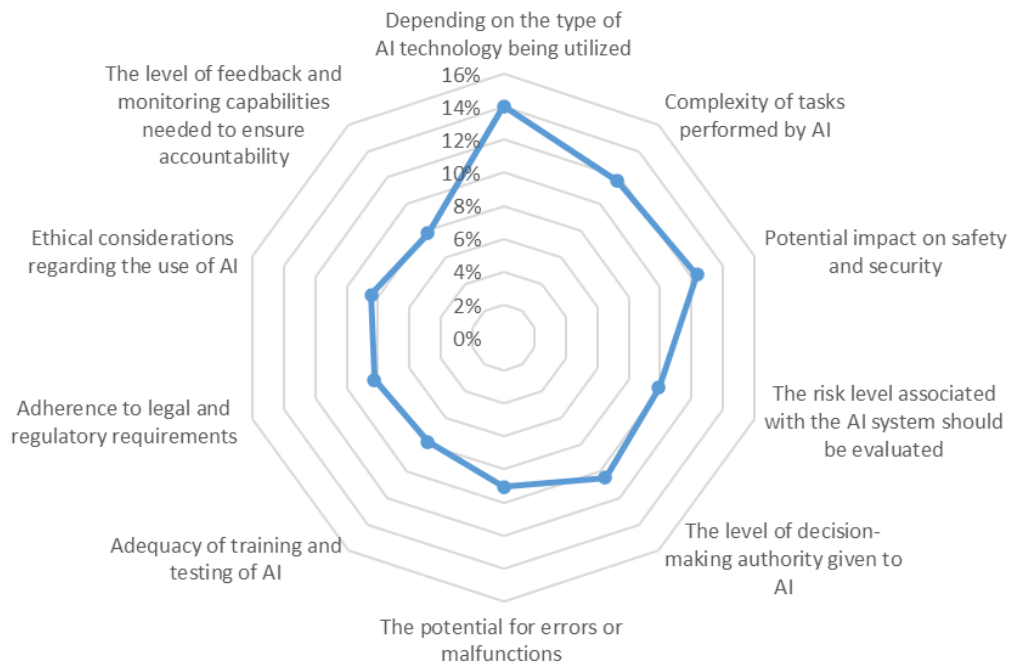 Depending on the type of
AI technology being utilized
16%
14%
12%
10%
8%
6%
4%
2%
0%
Complexity of tasks
performed by AI
Potential impact on safety
and security
The risk level associated
with the AI system should
be evaluated
The level of decision-
making authority given to
AI
The potential for errors or
malfunctions
Adequacy of training and
testing of AI
Adherence to legal and
regulatory requirements
Ethical considerations
regarding the use of AI
The level of feedback and
monitoring capabilities
needed to ensure
accountability